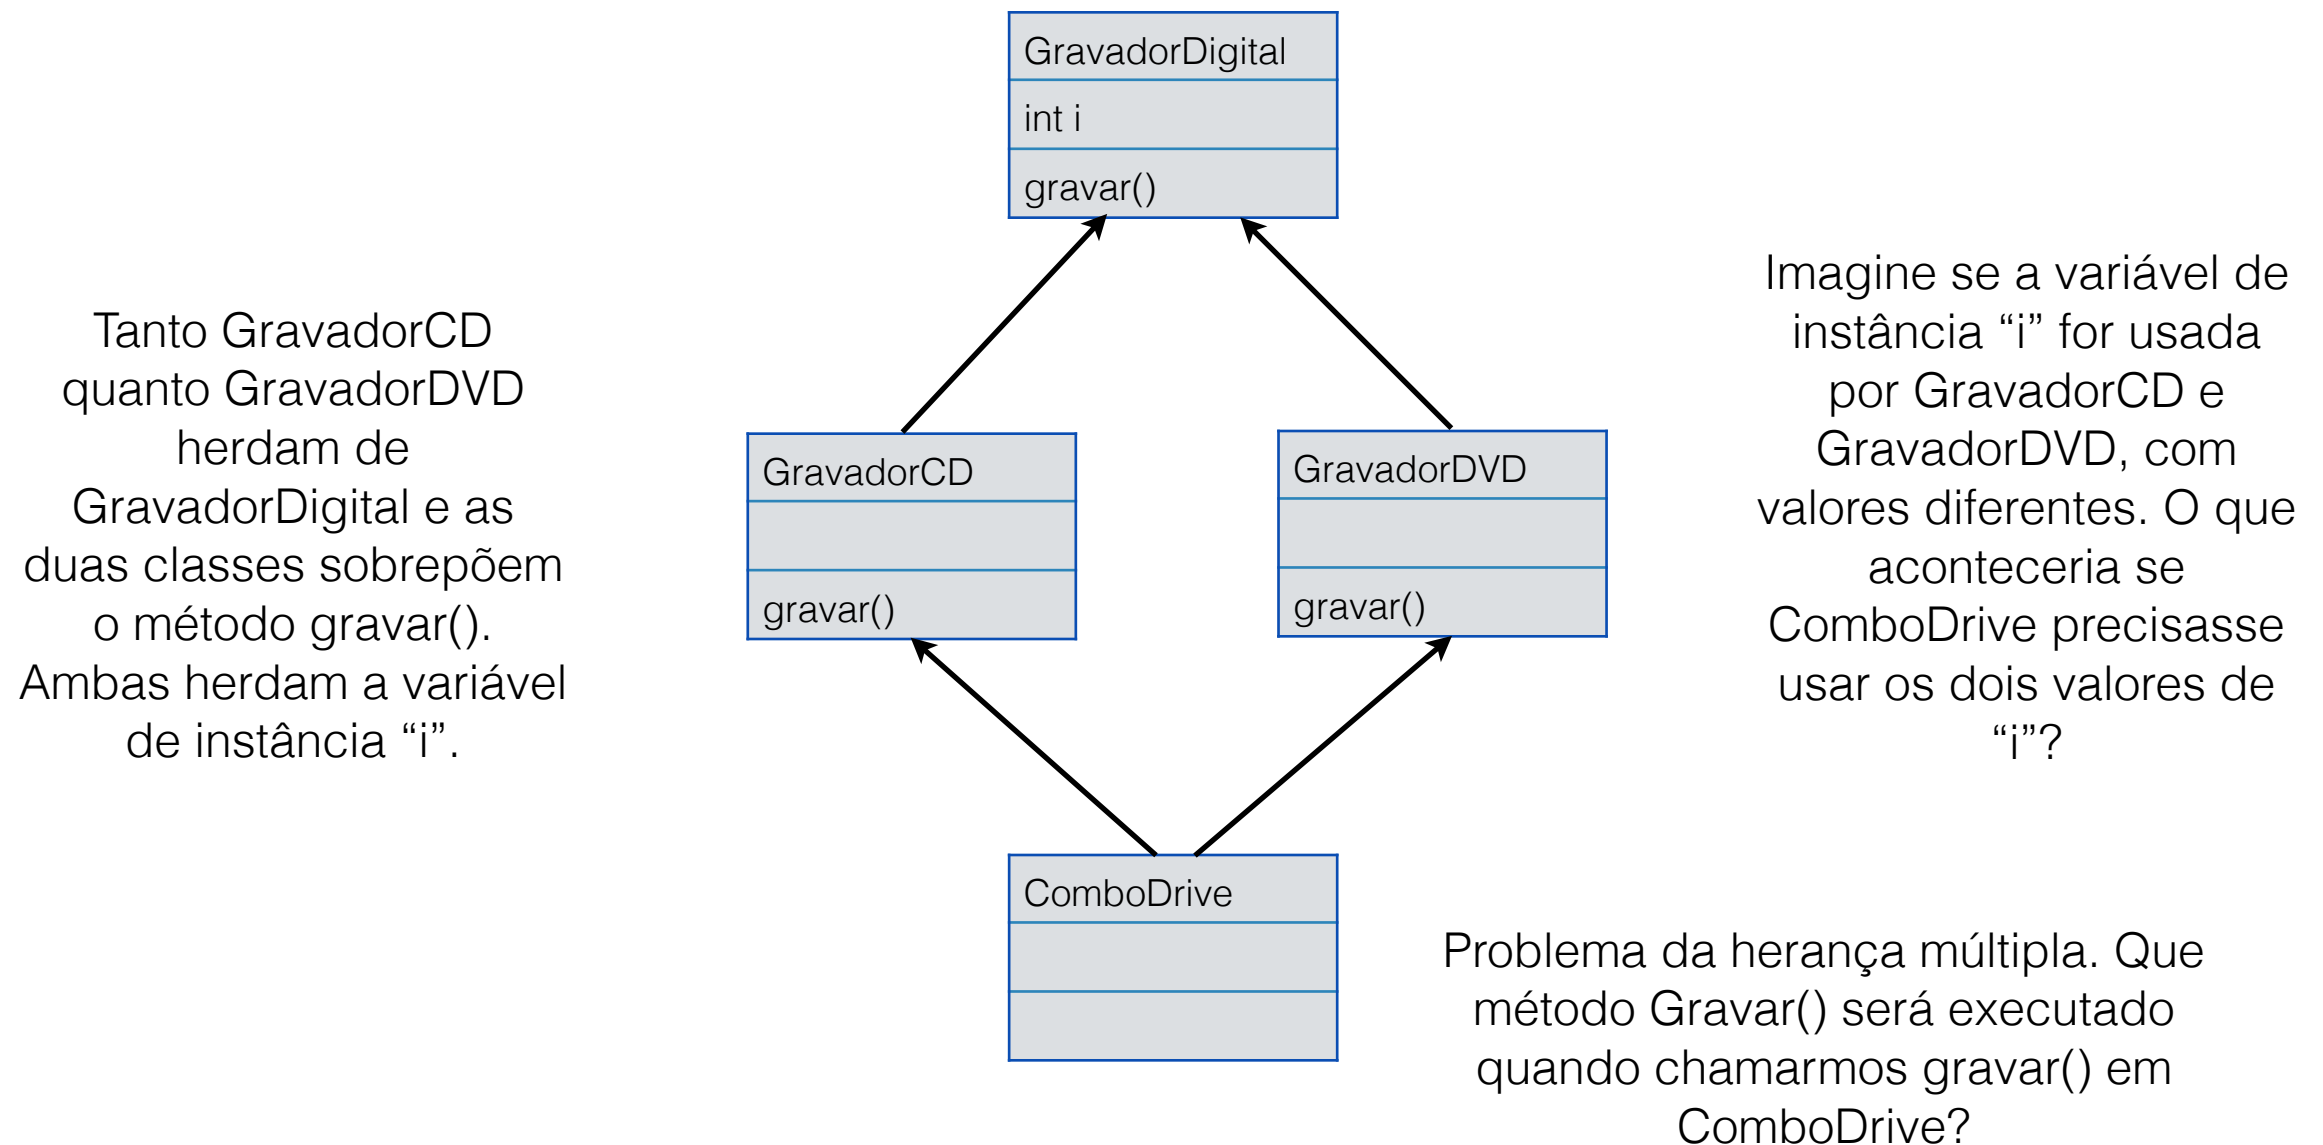 GravadorDigital
int i
gravar()
Tanto GravadorCD
quanto GravadorDVD
herdam de
GravadorDigital e as
duas classes sobrepõem
o método gravar().
Ambas herdam a variável
de instância “i”.
GravadorCD
gravar()
GravadorDVD
gravar()
Imagine se a variável de
instância “i” for usada
por GravadorCD e
GravadorDVD, com
valores diferentes. O que
aconteceria se
ComboDrive precisasse
usar os dois valores de
“i”?
ComboDrive
Problema da herança múltipla. Que
método Gravar() será executado
quando chamarmos gravar() em
ComboDrive?